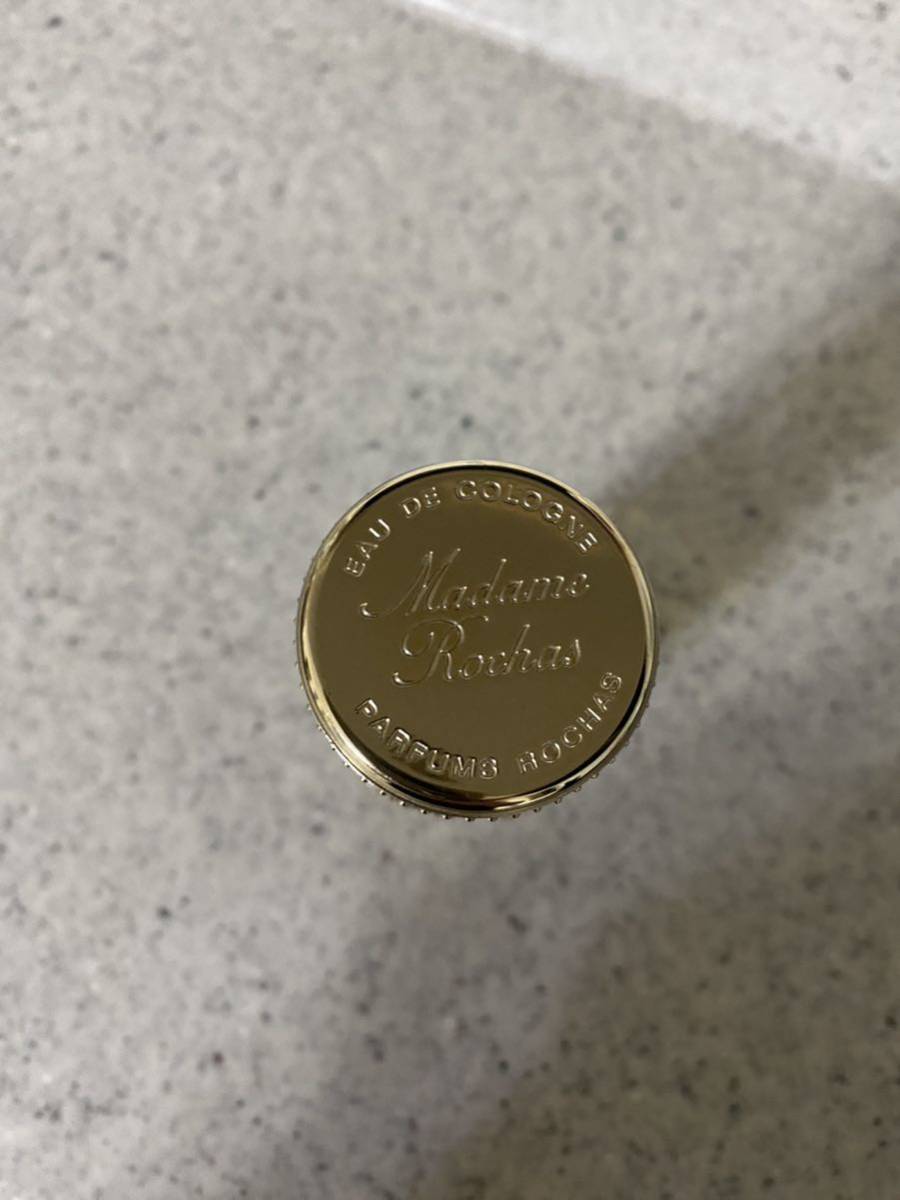 EAU DE COLOGNE
Madame
Rochas
PARFUMS ROCHAS